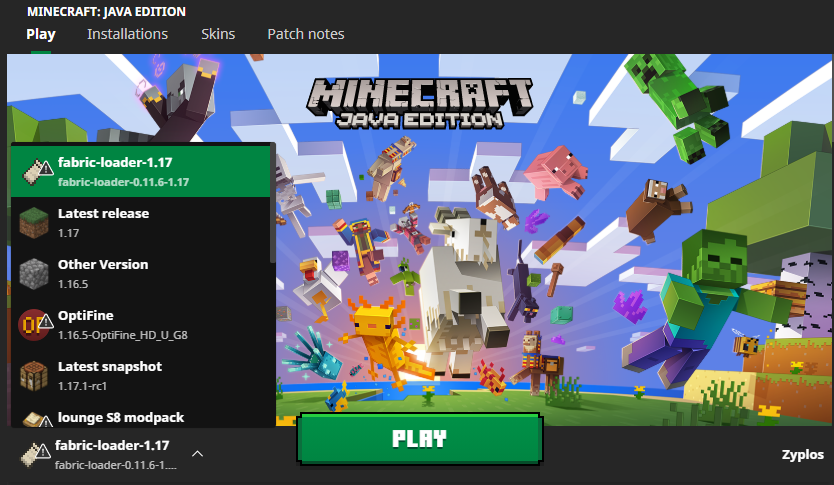 MINECRAFT: JAVA EDITION
Play Installations Skins Patch notes
MINECRAFT
JAVA EDITION
fabric-loader-1.17
fabric-loader-0.11.6-1.17
Latest release
1.17
Other Version
1.16.5
OF
OptiFine
1.16.5-OptiFine_HD_U_G8
Latest snapshot
1.17.1-rc1
lounge S8 modpack
fabric-loader-1.17
fabric-loader-0.11.6-1....
PLAY
Zyplos